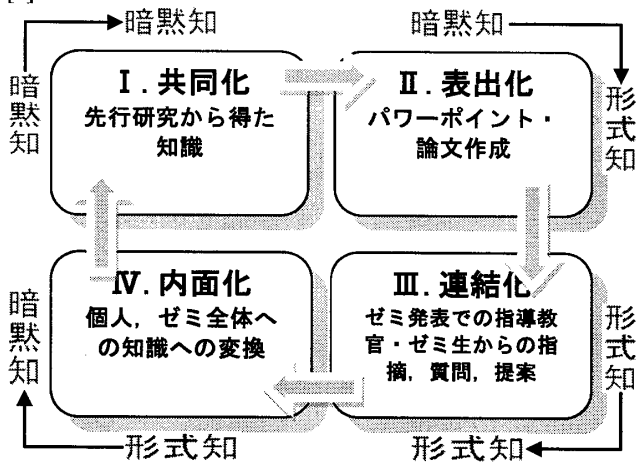 暗黙知
暗黙知
暗黙知
Ⅰ.共同化
先行研究から得た
知識
Ⅱ.表出化
パワーポイント・
論文作成
形式知
暗黙知
Ⅳ.内面化
個人，ゼミ全体へ
の知識への変換
Ⅲ.連結化
ゼミ発表での指導教
官・ゼミ生からの指
摘，質問，提案
形式知
形式知
形式知